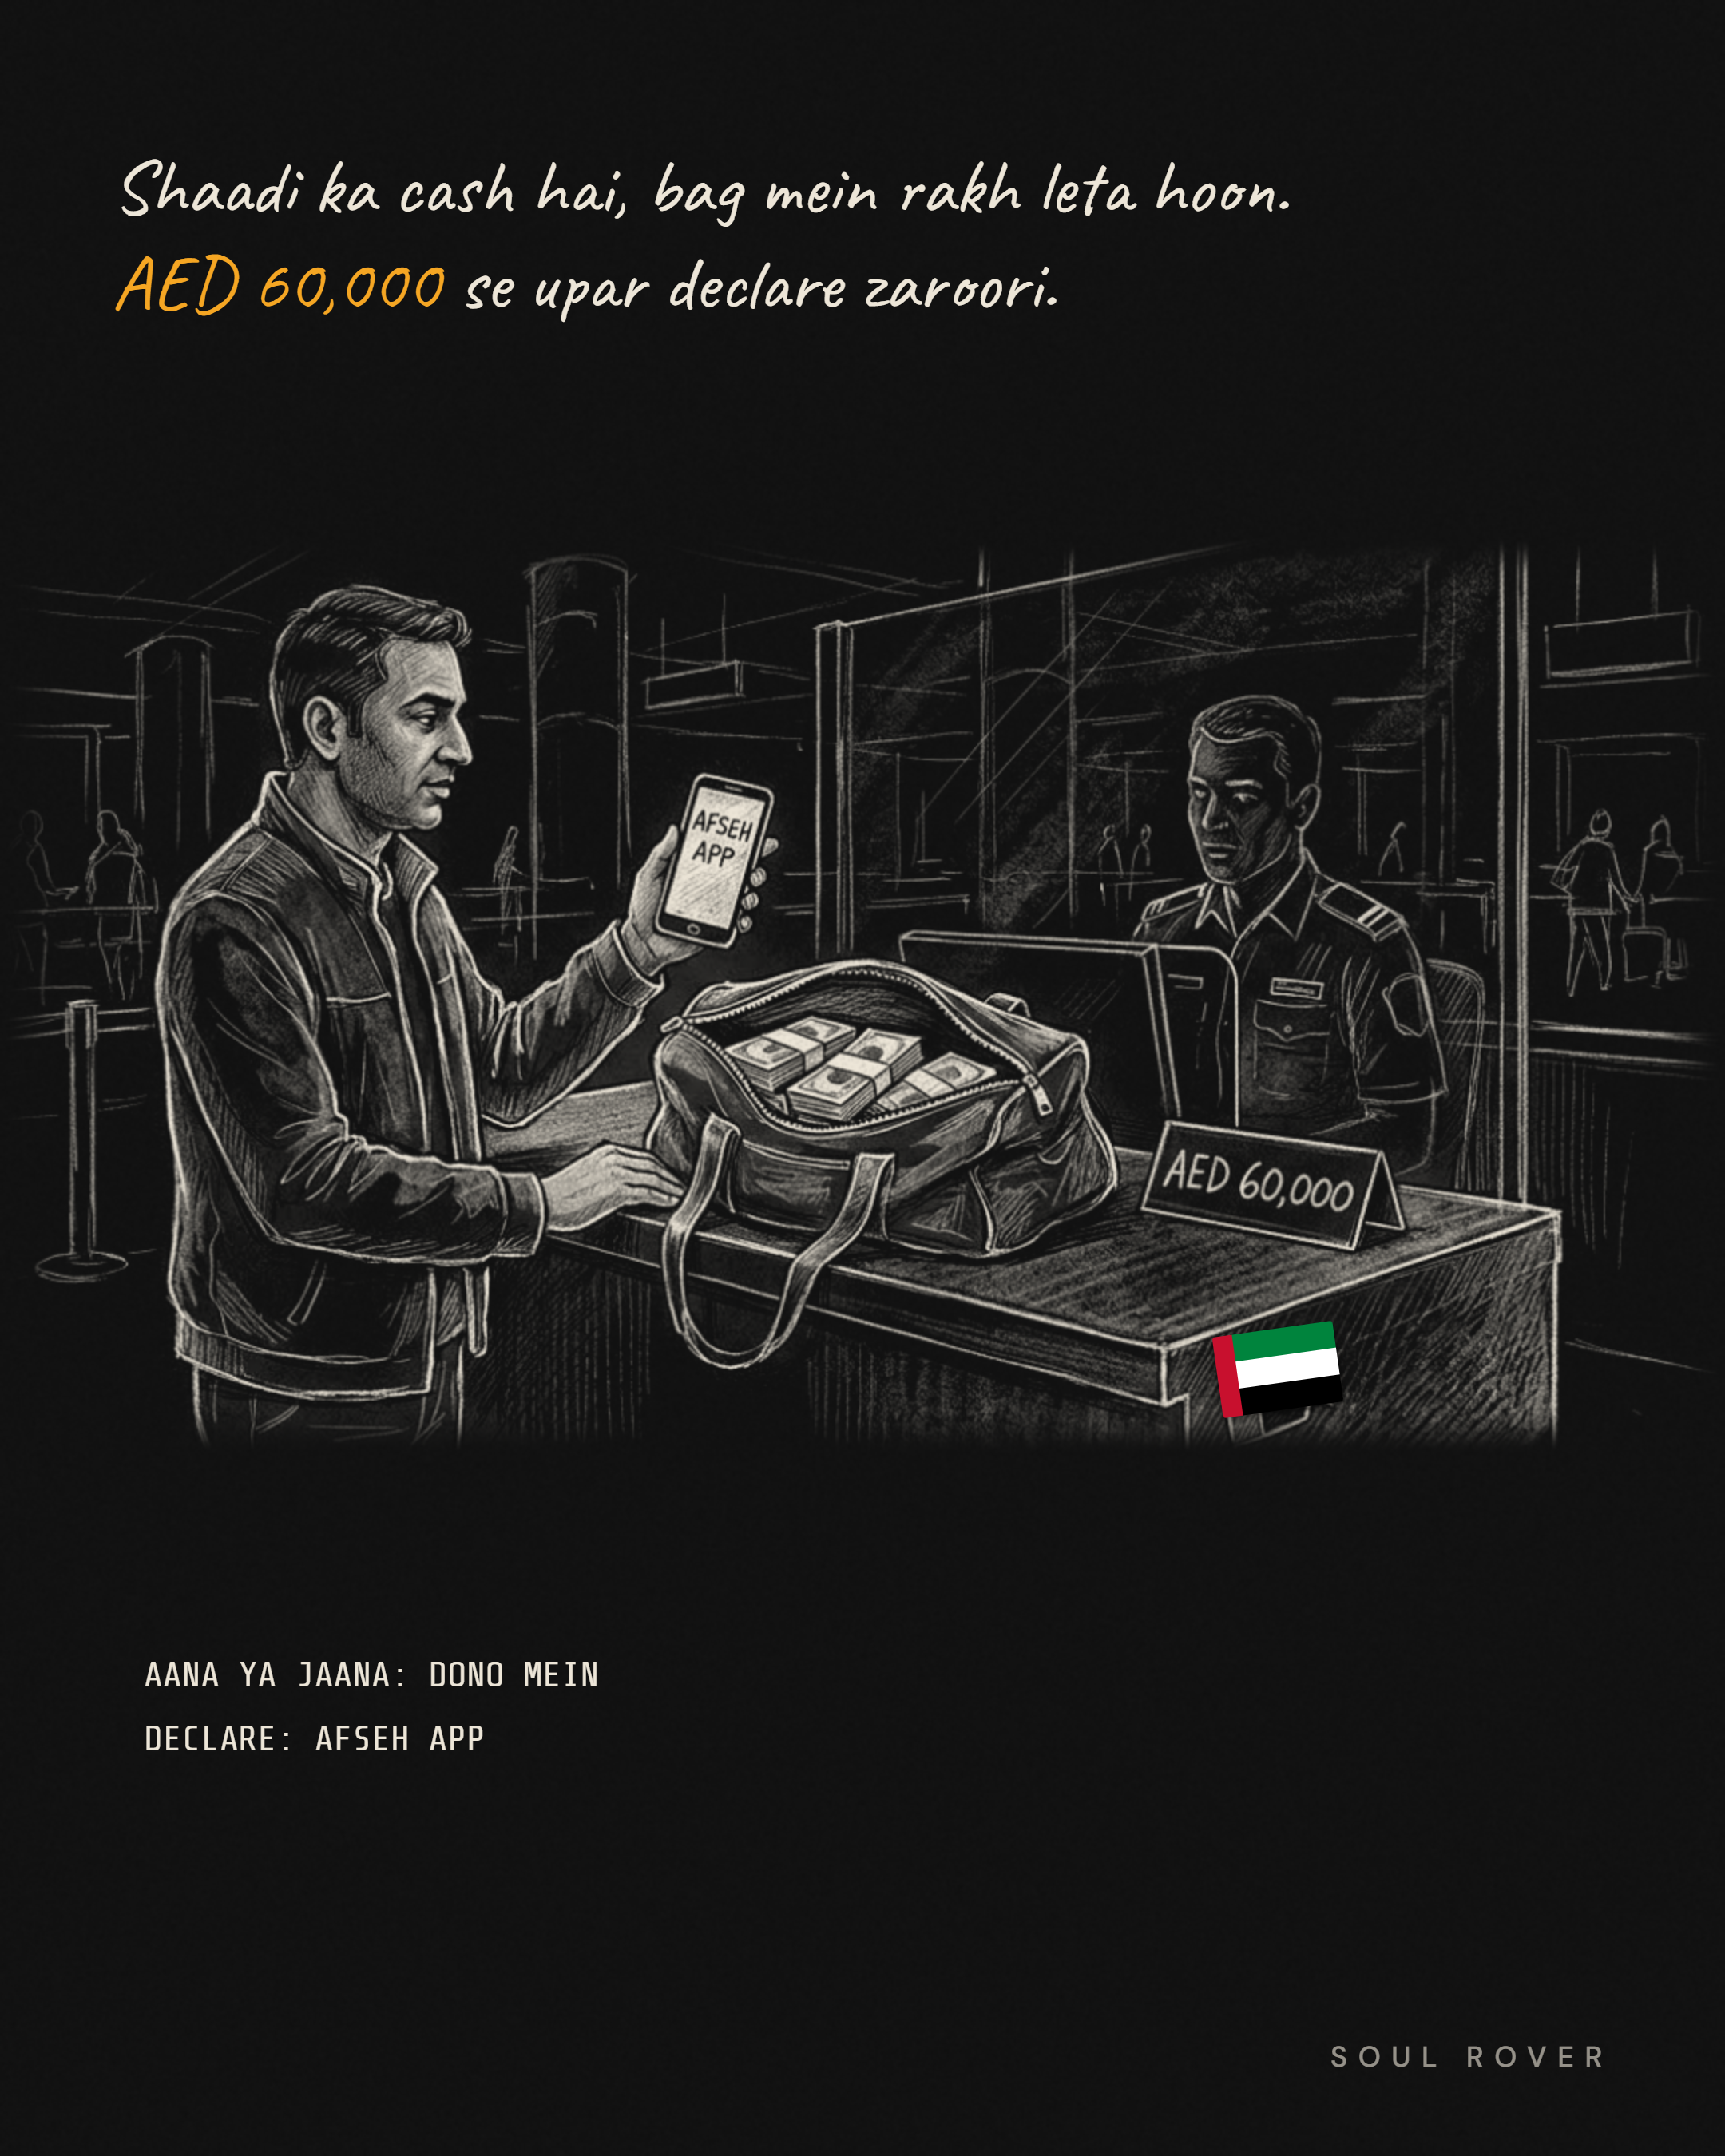 Shaadi ka cash hai, bag mein rakh leta hoon.
AED 60,000 se upar declare zaroori.
AFSEH
APP
AED 60,000
AANA YA JAANA: DONO MEIN
DECLARE: AFSEH APP
SOUL ROVER